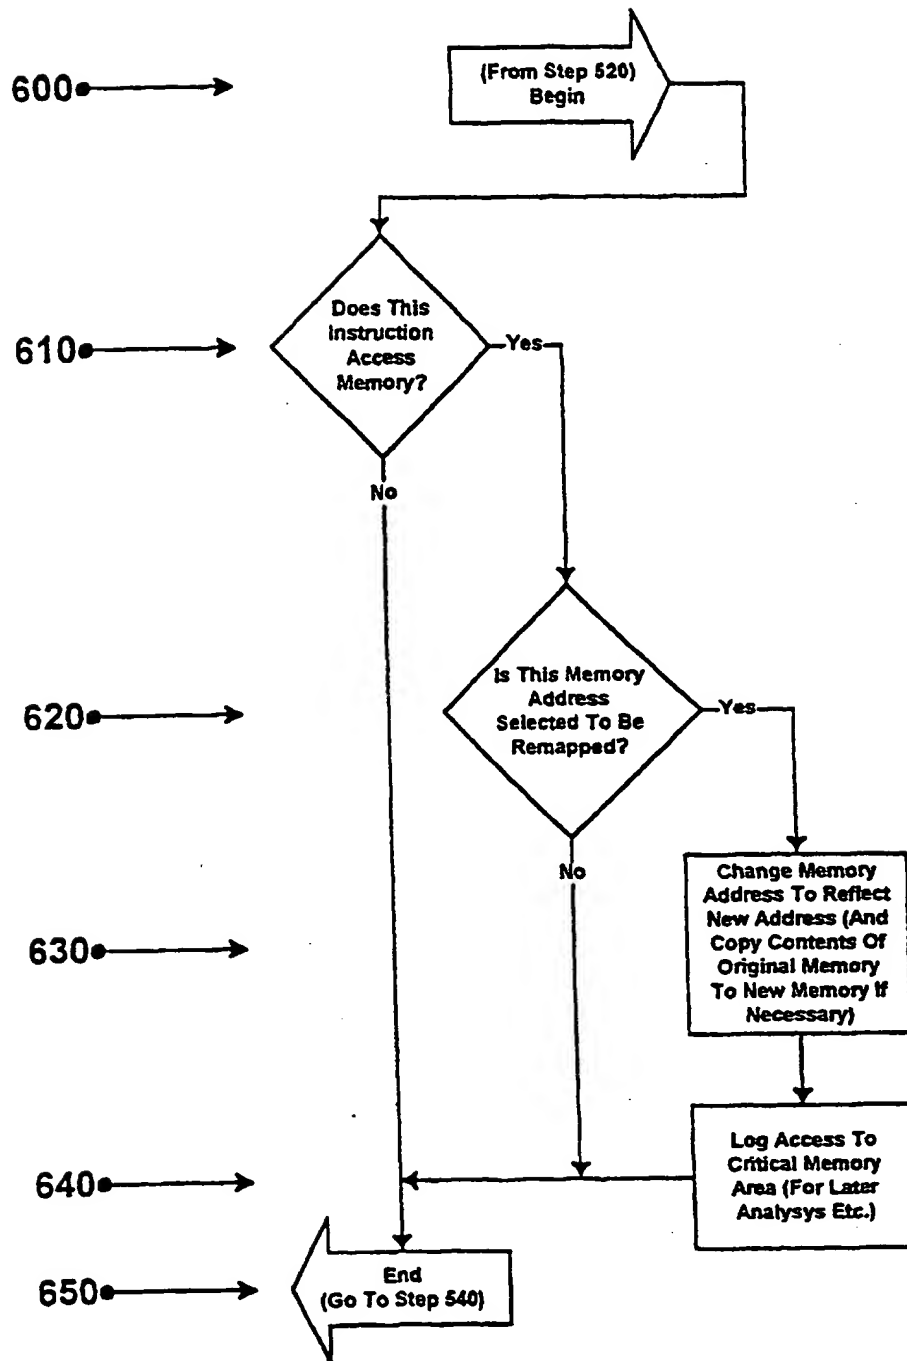 600
(From Step 520)
Begin
610
Does This
Instruction
Access
Memory?
Yes
No
620
Is This Memory
Address
Selected To Be
Remapped?
Yes
No
630
Change Memory
Address To Reflect
New Address (And
Copy Contents Of
Original Memory
To New Memory If
Necessary)
640
Log Access To
Critical Memory
Area (For Later
Analysys Etc.)
650
End
(Go To Step 540)